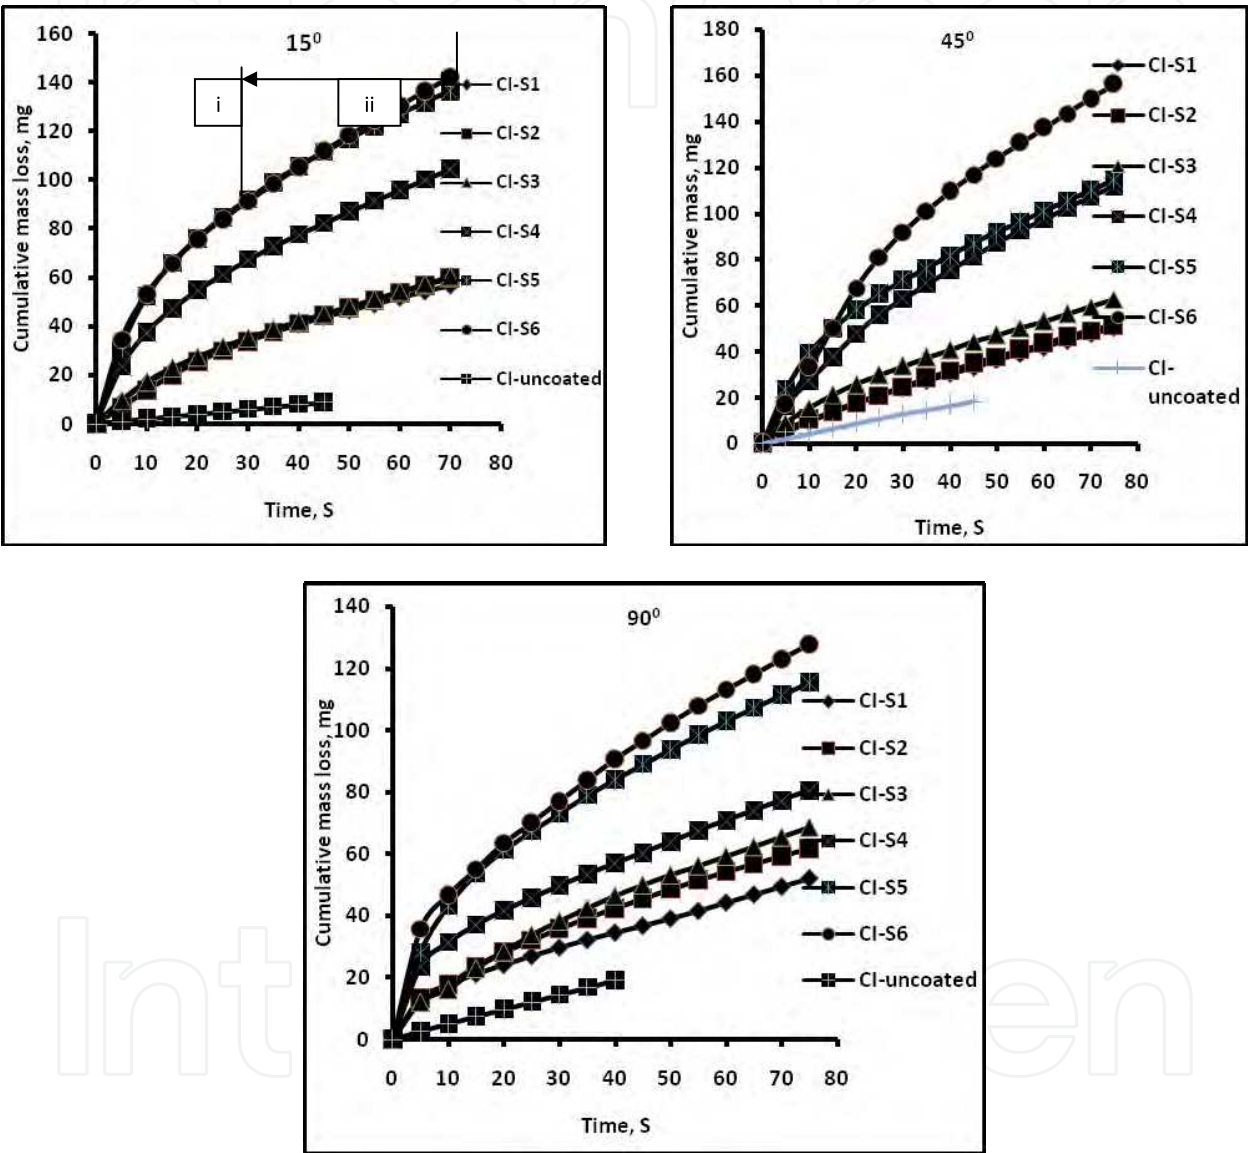 15⁰
Cumulative mass loss, mg
160
140
120
100
80
60
40
20
0
i
ii
CI-S1
CI-S2
CI-S3
CI-S4
CI-S5
CI-S6
CI-uncoated
0 10 20 30 40 50 60 70 80
Time, S
45⁰
Cumulative mass, mg
180
160
140
120
100
80
60
40
20
0
CI-S1
CI-S2
CI-S3
CI-S4
CI-S5
CI-S6
CI-
uncoated
0 10 20 30 40 50 60 70 80
Time, S
90⁰
Cumulative mass loss, mg
140
120
100
80
60
40
20
0
CI-S1
CI-S2
CI-S3
CI-S4
CI-S5
CI-S6
CI-uncoated
0 10 20 30 40 50 60 70 80
Time, S